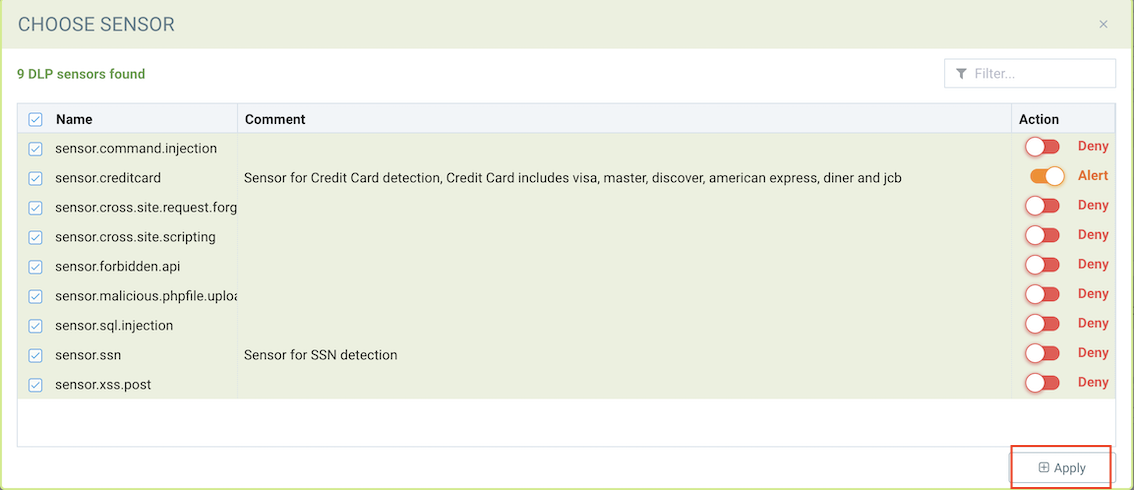 CHOOSE SENSOR ×
9 DLP sensors found Filter...
Name Comment Action
sensor.command.injection Deny
sensor.creditcard Sensor for Credit Card detection, Credit Card includes visa, master, discover, american express, diner and jcb Alert
sensor.cross.site.request.forg Deny
sensor.cross.site.scripting Deny
sensor.forbidden.api Deny
sensor.malicious.phpfile.uploa Deny
sensor.sql.injection Deny
sensor.ssn Sensor for SSN detection Deny
sensor.xss.post Deny
Apply